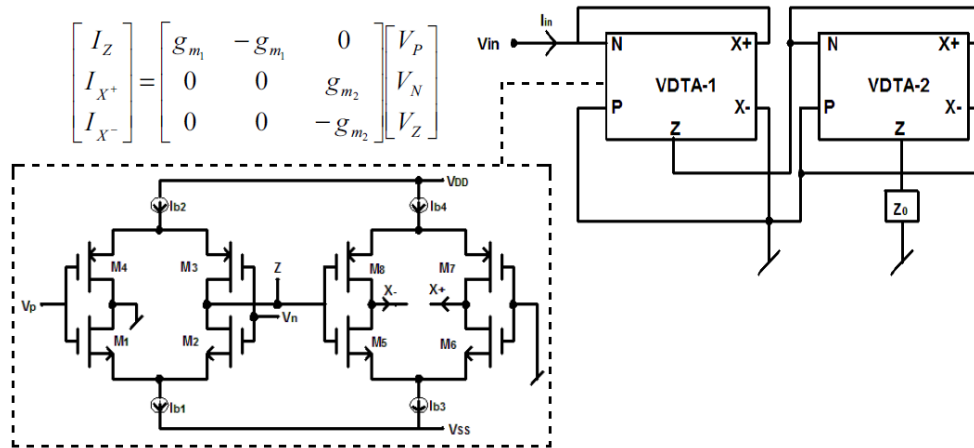 [I_Z; I_X+; I_X-] = [g_m1 -g_m1 0; 0 0 g_m2; 0 0 -g_m2] [V_P; V_N; V_Z]
Vin
Iin
N X+
VDTA-1
P X-
Z
N X+
VDTA-2
P X-
Z
Z0
VDD
Ib2
Ib4
M4
M3
Z
M8
M7
X-
X+
Vp
Vn
M1
M2
M5
M6
Ib1
Ib3
VSS